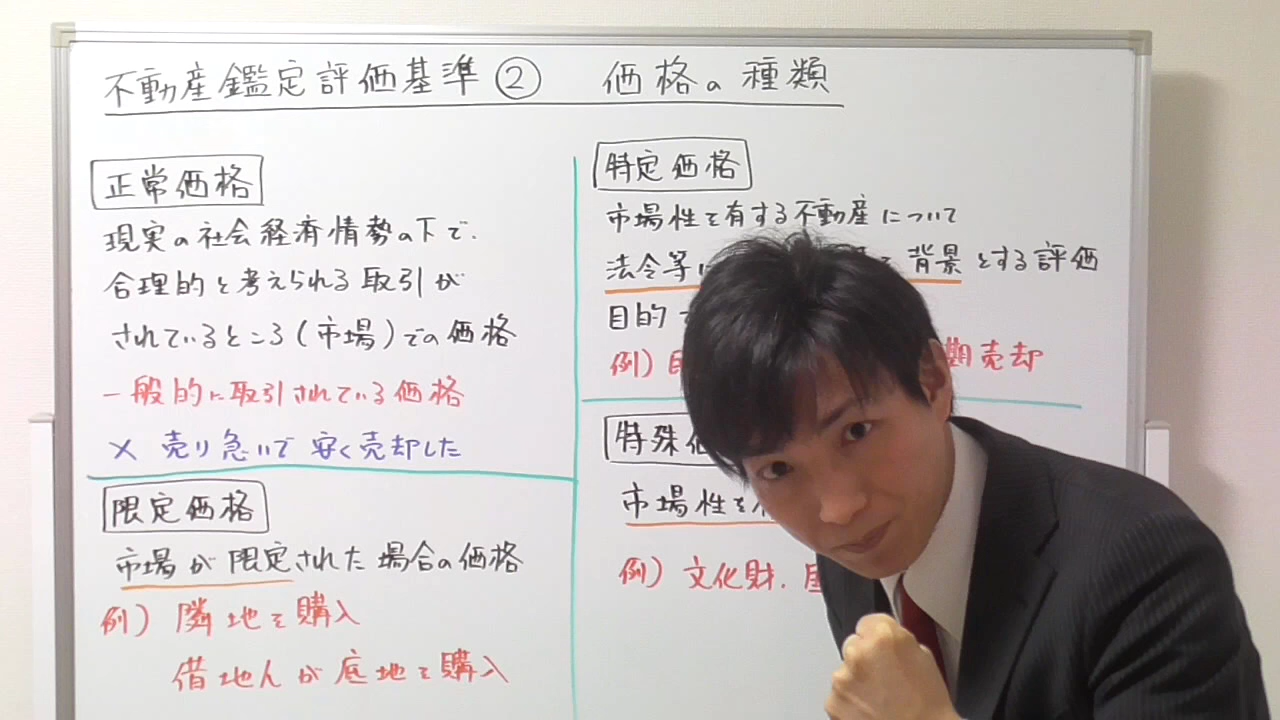 不動産鑑定評価基準② 価格の種類
正常価格
現実の社会経済情勢の下で、
合理的と考えられる取引が
されているところ(市場)での価格
一般的に取引されている価格
× 売り急いで安く売却した
限定価格
市場が限定された場合の価格
例) 隣地を購入
借地人が底地を購入
特定価格
市場性を有する不動産について
法令等に 背景とする評価
目的
例) 期売却
特殊価
市場性を
例) 文化財、